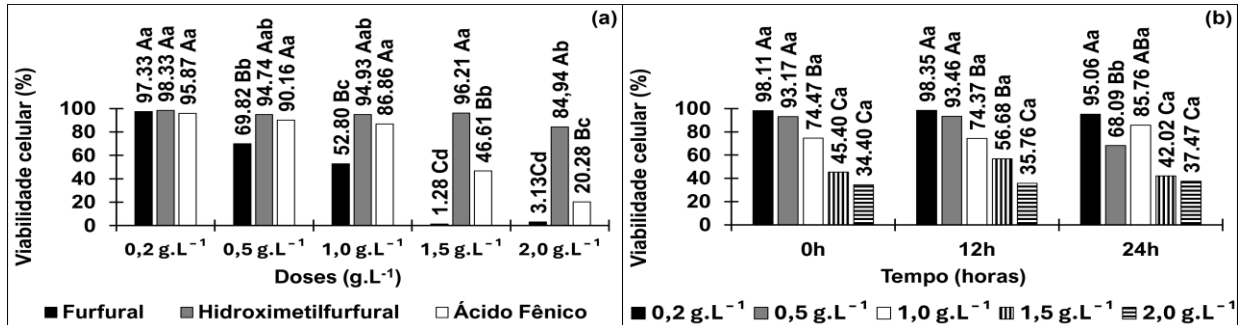 (a)
Viabilidade celular (%)
100
80
60
40
20
0
97.33 Aa
98.33 Aa
95.87 Aa
69.82 Bb
94.74 Aab
90.16 Aa
52.80 Bc
94.93 Aab
86.86 Aa
1.28 Cd
96.21 Aa
46.61 Bb
3.13Cd
84,94 Ab
20.28 Bc
0,2 g.L⁻¹ 0,5 g.L⁻¹ 1,0 g.L⁻¹ 1,5 g.L⁻¹ 2,0 g.L⁻¹
Doses (g.L⁻¹)
Furfural Hidroximetilfurfural Ácido Fênico
(b)
Viabilidade celular (%)
100
80
60
40
20
0
98.11 Aa
93.17 Aa
74.47 Ba
45.40 Ca
34.40 Ca
98.35 Aa
93.46 Aa
74.37 Ba
56.68 Ba
35.76 Ca
95.06 Aa
68.09 Bb
85.76 ABa
42.02 Ca
37.47 Ca
0h 12h 24h
Tempo (horas)
0,2 g.L⁻¹ 0,5 g.L⁻¹ 1,0 g.L⁻¹ 1,5 g.L⁻¹ 2,0 g.L⁻¹